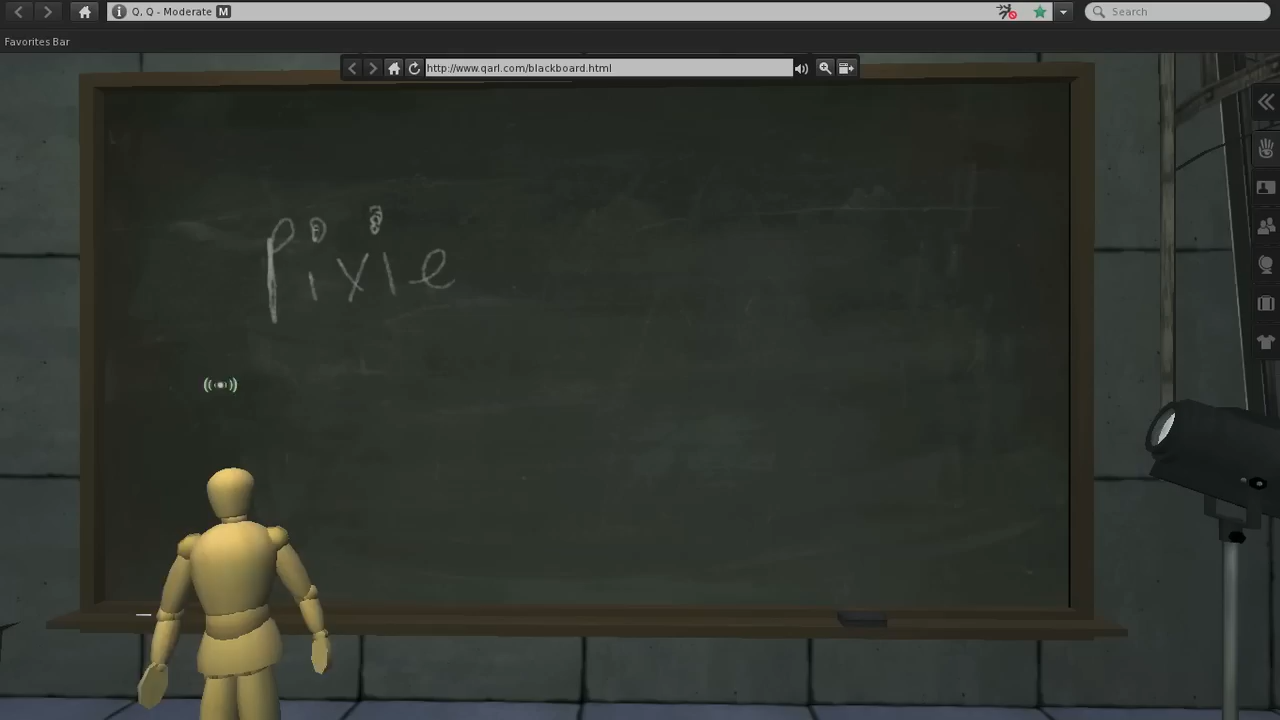 Q, Q - Moderate M
Search
Favorites Bar
http://www.qarl.com/blackboard.html
Pixie